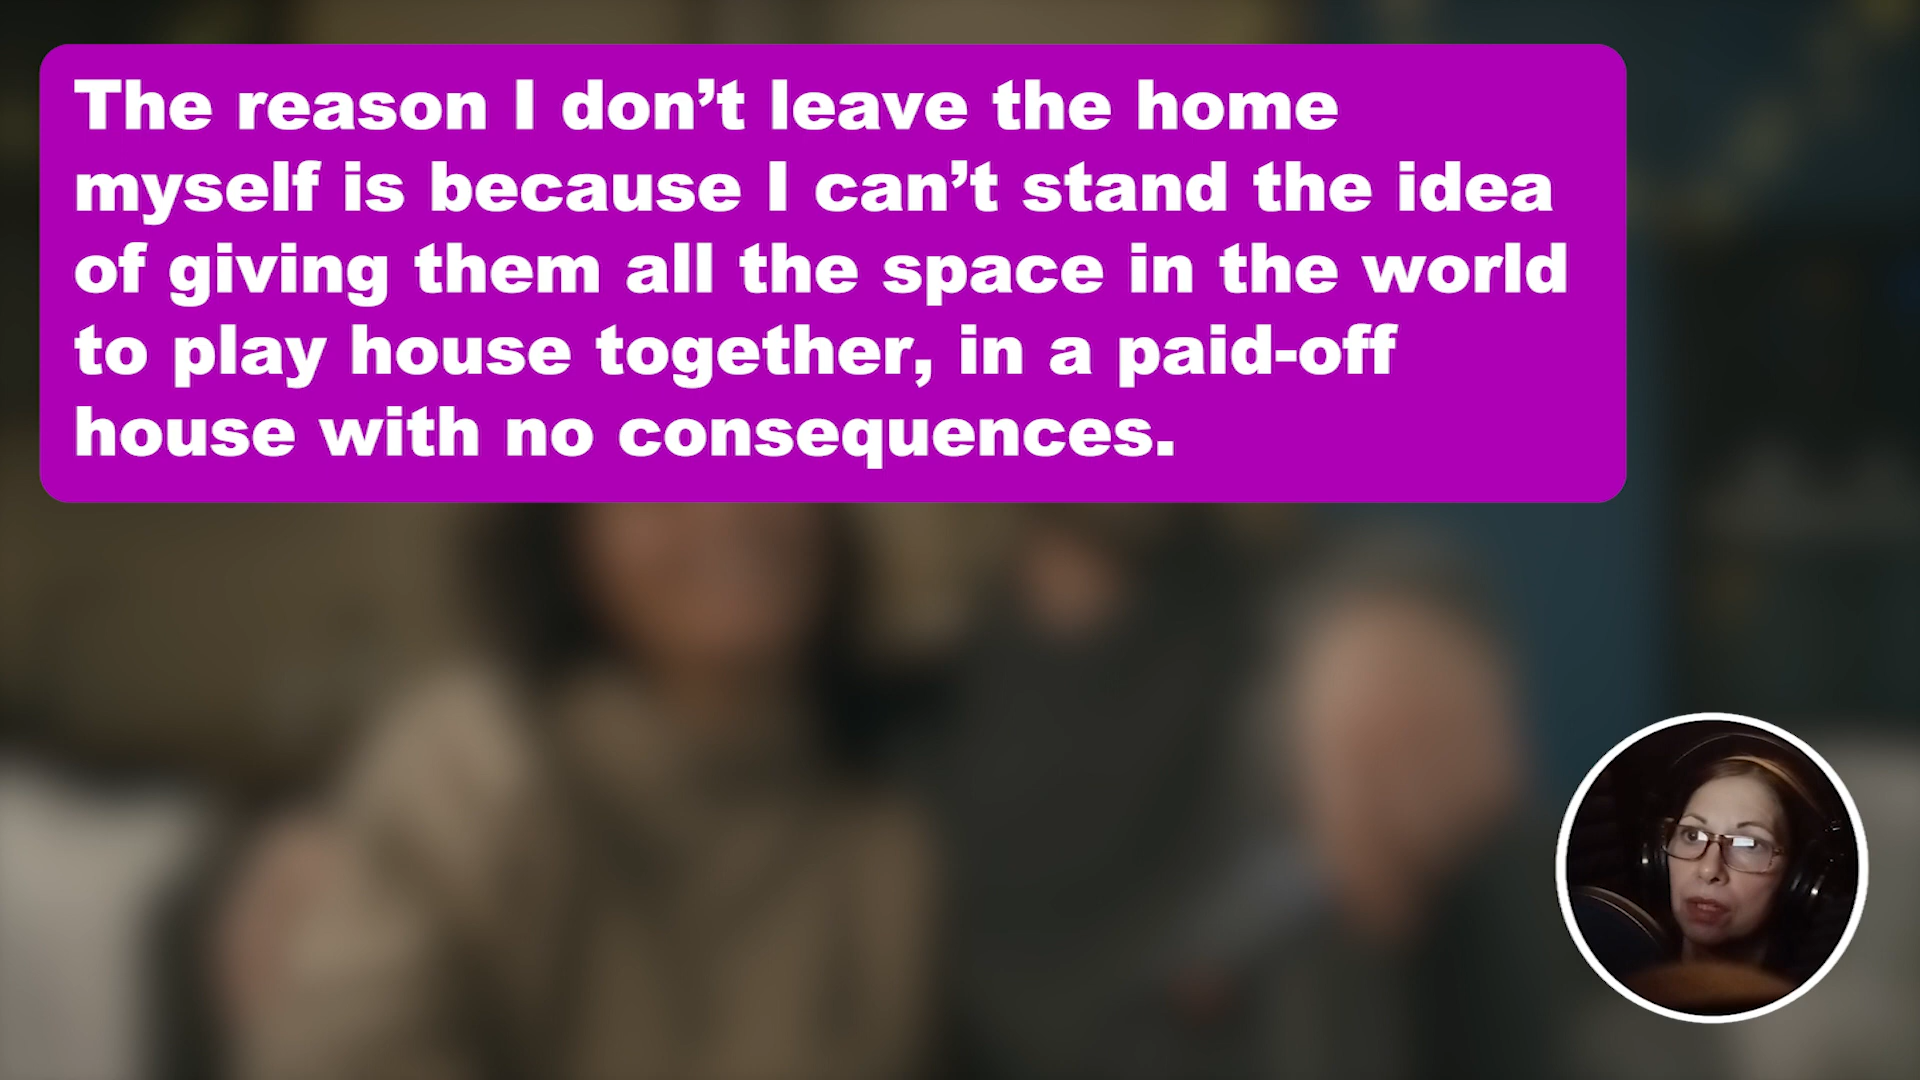 The reason I don’t leave the home
myself is because I can’t stand the idea
of giving them all the space in the world
to play house together, in a paid-off
house with no consequences.